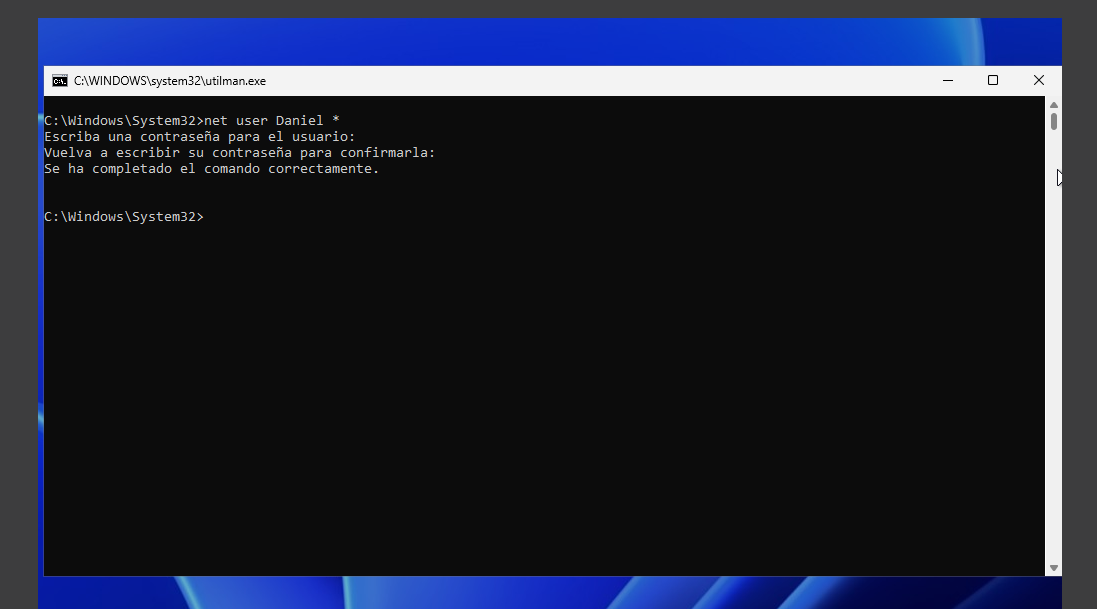 C:\WINDOWS\system32\utilman.exe
C:\Windows\System32>net user Daniel *
Escriba una contraseña para el usuario:
Vuelva a escribir su contraseña para confirmarla:
Se ha completado el comando correctamente.
C:\Windows\System32>